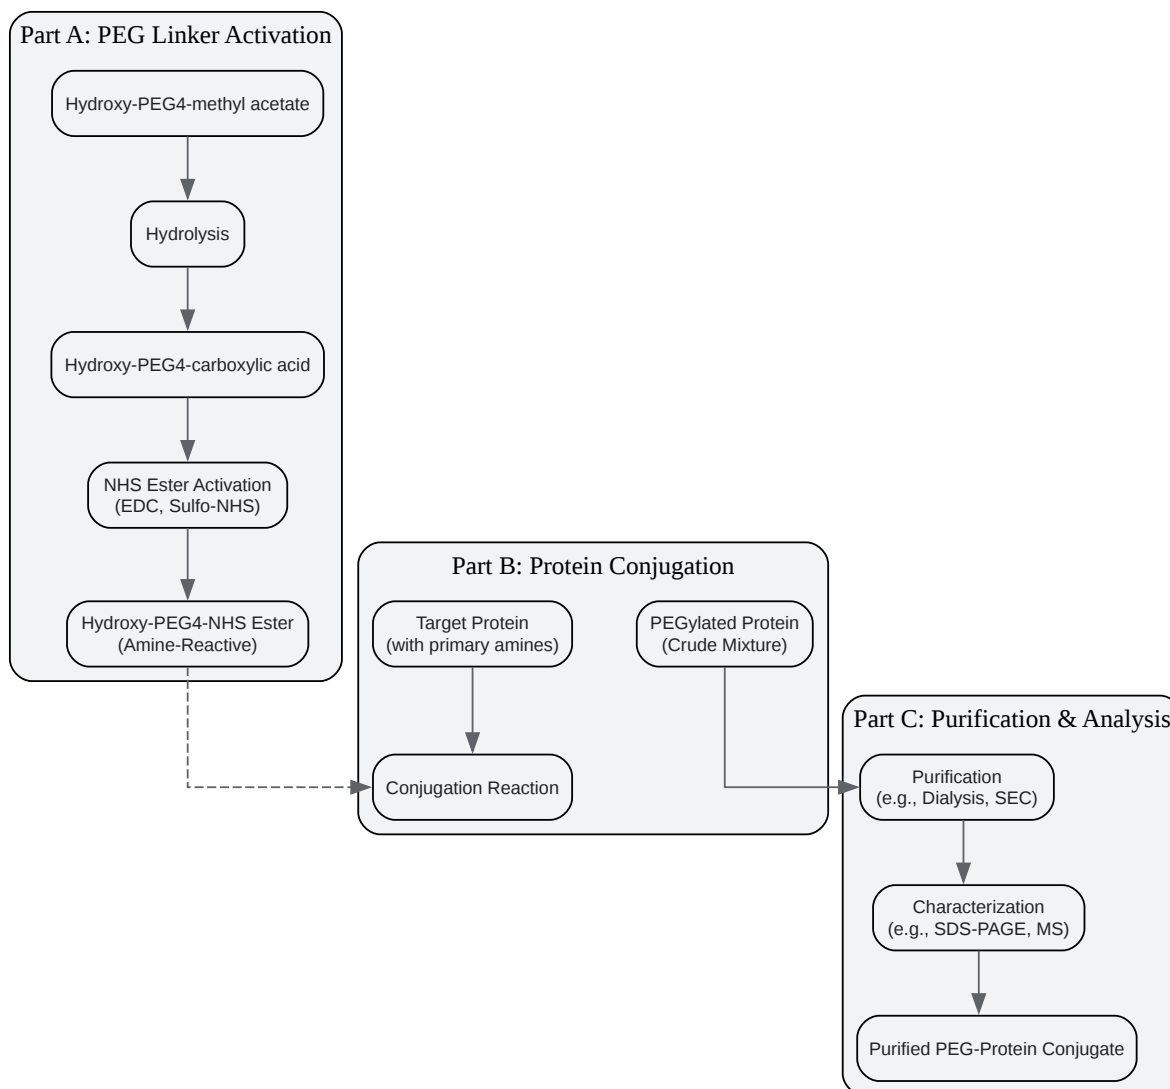 Part A: PEG Linker Activation
Hydroxy-PEG4-methyl acetate
Hydrolysis
Hydroxy-PEG4-carboxylic acid
NHS Ester Activation
(EDC, Sulfo-NHS)
Hydroxy-PEG4-NHS Ester
(Amine-Reactive)
Part B: Protein Conjugation
Target Protein
(with primary amines)
PEGylated Protein
(Crude Mixture)
Conjugation Reaction
Part C: Purification & Analysis
Purification
(e.g., Dialysis, SEC)
Characterization
(e.g., SDS-PAGE, MS)
Purified PEG-Protein Conjugate